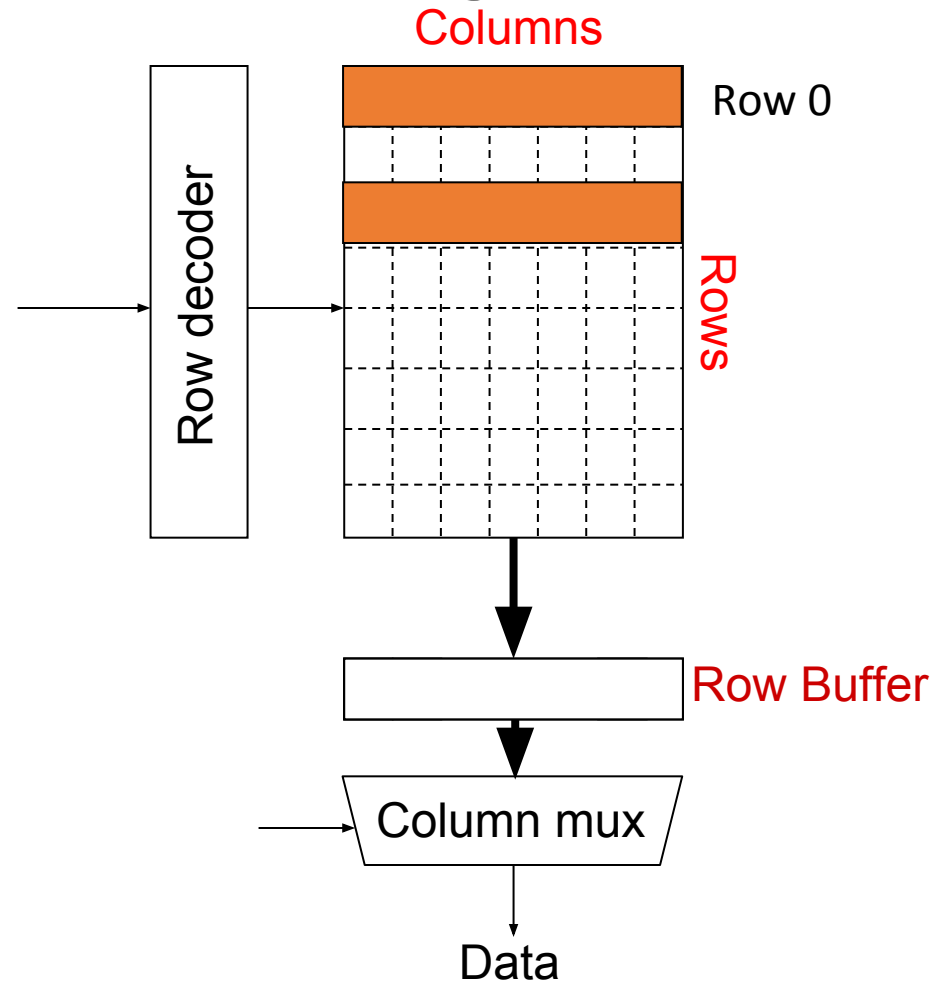 Columns
Row 0
Row decoder
Rows
Row Buffer
Column mux
Data